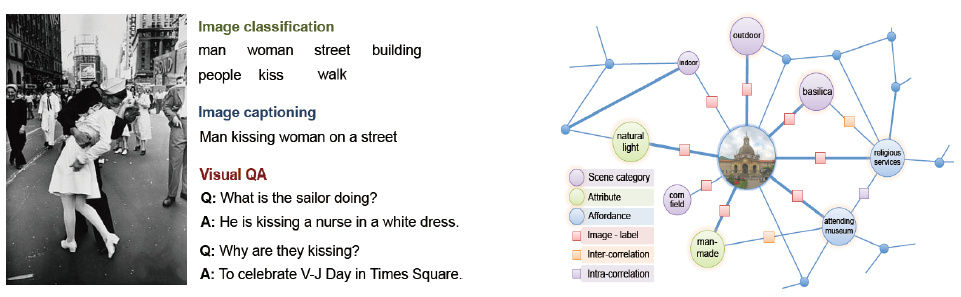 Image classification
man woman street building
people kiss walk
Image captioning
Man kissing woman on a street
Visual QA
Q: What is the sailor doing?
A: He is kissing a nurse in a white dress.
Q: Why are they kissing?
A: To celebrate V-J Day in Times Square.
outdoor
indoor
basilica
natural
light
religious
services
corn
field
attending
museum
man-
made
Scene category
Attribute
Affordance
Image - label
Inter-correlation
Intra-correlation